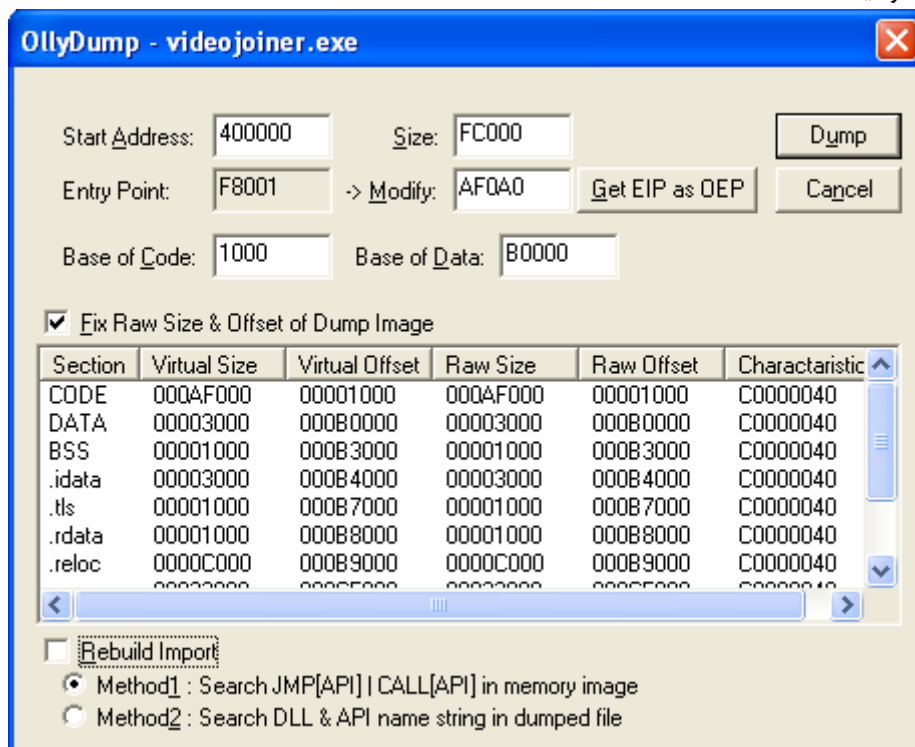 OllyDump - videojoiner.exe
Start Address: 400000 Size: FC000 Dump
Entry Point: F8001 -> Modify: AF0A0 Get EIP as OEP Cancel
Base of Code: 1000 Base of Data: B0000
Fix Raw Size & Offset of Dump Image
Section Virtual Size Virtual Offset Raw Size Raw Offset Charactaristic
CODE 000AF000 00001000 000AF000 00001000 C0000040
DATA 00003000 000B0000 00003000 000B0000 C0000040
BSS 00001000 000B3000 00001000 000B3000 C0000040
.idata 00003000 000B4000 00003000 000B4000 C0000040
.tls 00001000 000B7000 00001000 000B7000 C0000040
.rdata 00001000 000B8000 00001000 000B8000 C0000040
.reloc 0000C000 000B9000 0000C000 000B9000 C0000040
Rebuild Import
Method1 : Search JMP[API] | CALL[API] in memory image
Method2 : Search DLL & API name string in dumped file